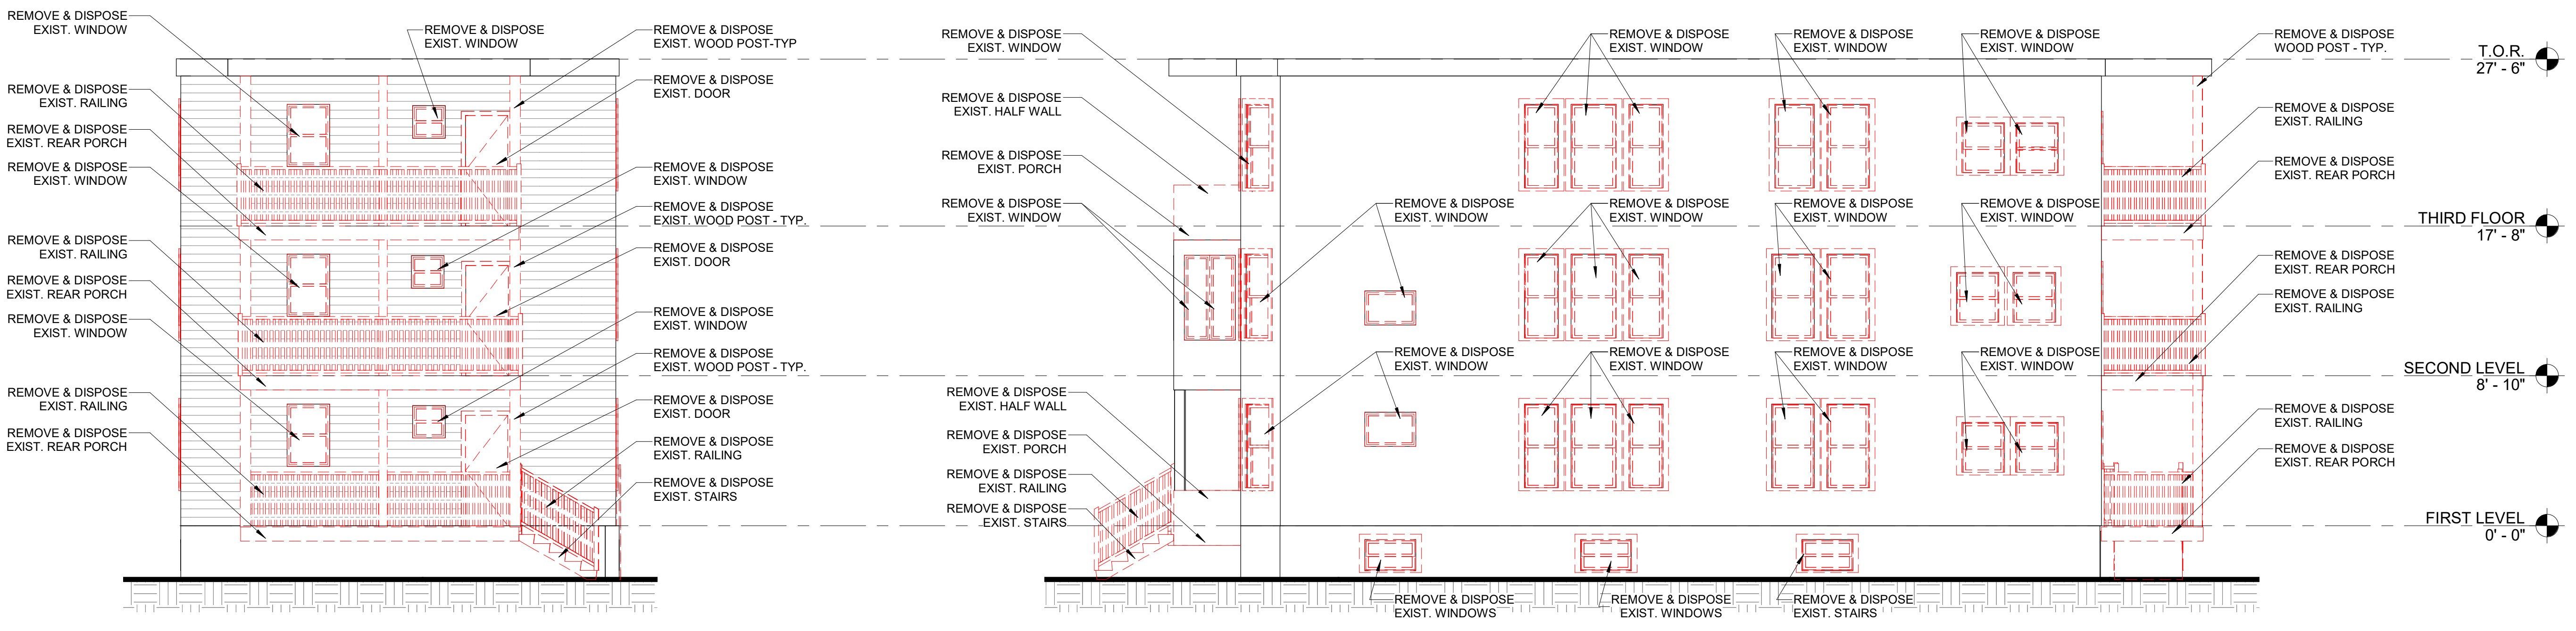 REMOVE & DISPOSE
EXIST. WINDOW
REMOVE & DISPOSE
EXIST. RAILING
REMOVE & DISPOSE
EXIST. REAR PORCH
REMOVE & DISPOSE
EXIST. WINDOW
REMOVE & DISPOSE
EXIST. RAILING
REMOVE & DISPOSE
EXIST. REAR PORCH
REMOVE & DISPOSE
EXIST. WINDOW
REMOVE & DISPOSE
EXIST. RAILING
REMOVE & DISPOSE
EXIST. REAR PORCH
REMOVE & DISPOSE
EXIST. WINDOW
REMOVE & DISPOSE
EXIST. WOOD POST-TYP
REMOVE & DISPOSE
EXIST. DOOR
REMOVE & DISPOSE
EXIST. WINDOW
REMOVE & DISPOSE
EXIST. WOOD POST - TYP.
REMOVE & DISPOSE
EXIST. DOOR
REMOVE & DISPOSE
EXIST. WINDOW
REMOVE & DISPOSE
EXIST. WOOD POST - TYP.
REMOVE & DISPOSE
EXIST. DOOR
REMOVE & DISPOSE
EXIST. RAILING
REMOVE & DISPOSE
EXIST. STAIRS
REMOVE & DISPOSE
EXIST. WINDOW
REMOVE & DISPOSE
EXIST. HALF WALL
REMOVE & DISPOSE
EXIST. PORCH
REMOVE & DISPOSE
EXIST. WINDOW
REMOVE & DISPOSE
EXIST. HALF WALL
REMOVE & DISPOSE
EXIST. PORCH
REMOVE & DISPOSE
EXIST. RAILING
REMOVE & DISPOSE
EXIST. STAIRS
REMOVE & DISPOSE
EXIST. WINDOW
REMOVE & DISPOSE
EXIST. WINDOW
REMOVE & DISPOSE
EXIST. WINDOW
REMOVE & DISPOSE
EXIST. WINDOW
REMOVE & DISPOSE
EXIST. WINDOW
REMOVE & DISPOSE
EXIST. WINDOW
REMOVE & DISPOSE
EXIST. WINDOW
REMOVE & DISPOSE
EXIST. WINDOW
REMOVE & DISPOSE
EXIST. WINDOW
REMOVE & DISPOSE
EXIST. WINDOW
REMOVE & DISPOSE
EXIST. WINDOW
REMOVE & DISPOSE
EXIST. WINDOWS
REMOVE & DISPOSE
EXIST. WINDOWS
REMOVE & DISPOSE
EXIST. STAIRS
REMOVE & DISPOSE
WOOD POST - TYP.
REMOVE & DISPOSE
EXIST. RAILING
REMOVE & DISPOSE
EXIST. REAR PORCH
REMOVE & DISPOSE
EXIST. REAR PORCH
REMOVE & DISPOSE
EXIST. RAILING
REMOVE & DISPOSE
EXIST. RAILING
REMOVE & DISPOSE
EXIST. REAR PORCH
T.O.R.
27' - 6"
THIRD FLOOR
17' - 8"
SECOND LEVEL
8' - 10"
FIRST LEVEL
0' - 0"